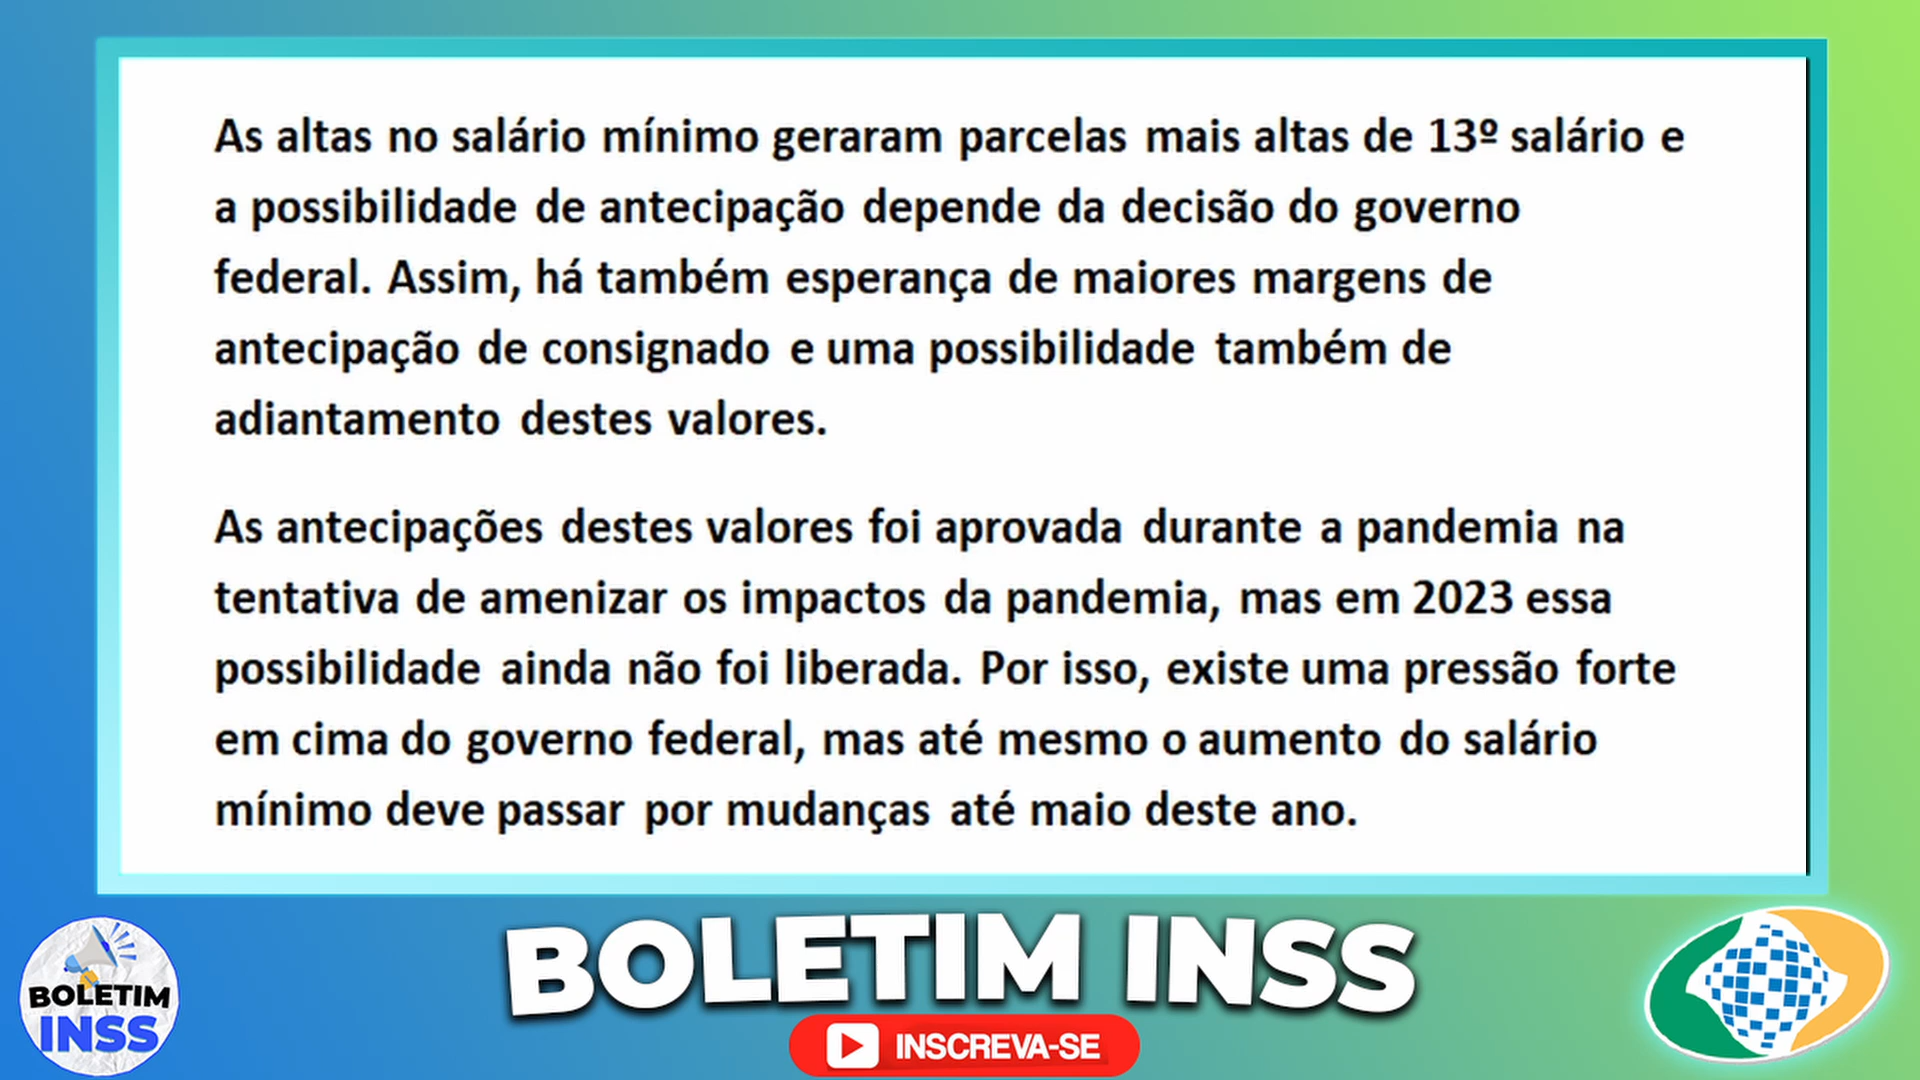 As altas no salário mínimo geraram parcelas mais altas de 13º salário e
a possibilidade de antecipação depende da decisão do governo
federal. Assim, há também esperança de maiores margens de
antecipação de consignado e uma possibilidade também de
adiantamento destes valores.
As antecipações destes valores foi aprovada durante a pandemia na
tentativa de amenizar os impactos da pandemia, mas em 2023 essa
possibilidade ainda não foi liberada. Por isso, existe uma pressão forte
em cima do governo federal, mas até mesmo o aumento do salário
mínimo deve passar por mudanças até maio deste ano.
BOLETIM INSS
INSCREVA-SE
BOLETIM
INSS